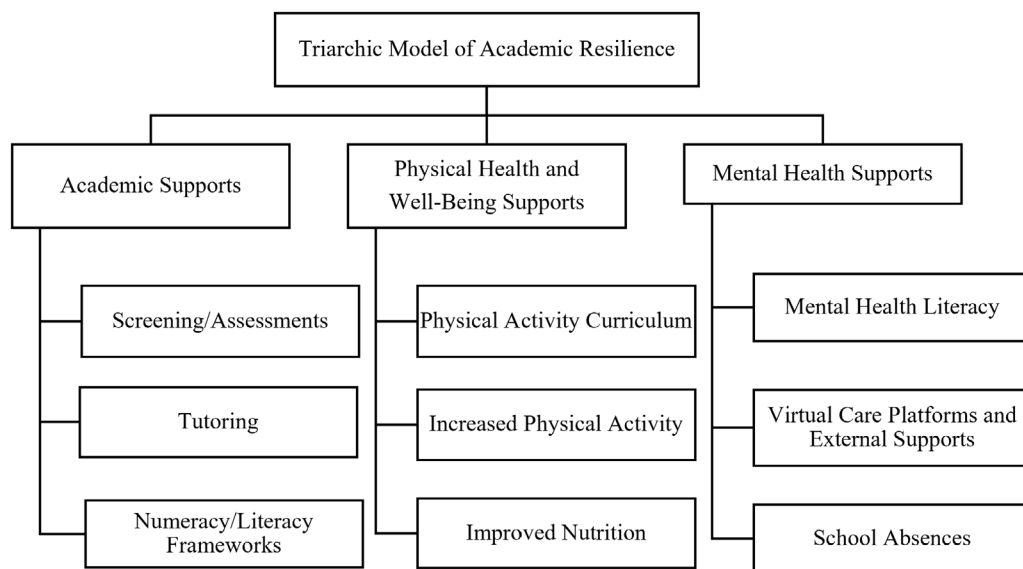 Triarchic Model of Academic Resilience
Academic Supports
Physical Health and
Well-Being Supports
Mental Health Supports
Screening/Assessments
Physical Activity Curriculum
Mental Health Literacy
Tutoring
Increased Physical Activity
Virtual Care Platforms and
External Supports
Numeracy/Literacy
Frameworks
Improved Nutrition
School Absences